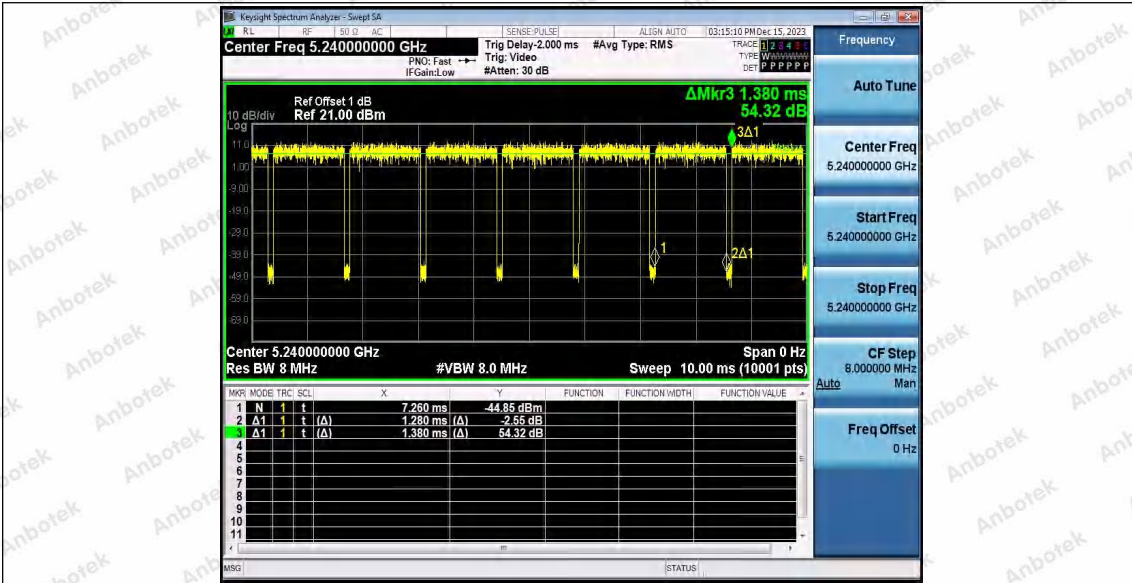 Keysight Spectrum Analyzer - Swept SA
RL RF 50 Ω AC SENSE:PULSE ALIGN AUTO 03:15:10 PM Dec 15, 2023
Center Freq 5.240000000 GHz
PNO: Fast
IFGain:Low
Trig Delay-2.000 ms
Trig: Video
#Atten: 30 dB
#Avg Type: RMS
TRACE 1 2 3 4 5 6
TYPE
DET P P P P P P
Ref Offset 1 dB
Ref 21.00 dBm
10 dB/div
Log
ΔMkr3 1.380 ms
54.32 dB
11.0
1.00
-9.00
-19.0
-29.0
-39.0
-49.0
-59.0
-69.0
3Δ1
1
2Δ1
Center 5.240000000 GHz
Span 0 Hz
Res BW 8 MHz
#VBW 8.0 MHz
Sweep 10.00 ms (10001 pts)
MKR MODE TRC SCL X Y FUNCTION FUNCTION WIDTH FUNCTION VALUE
1 N 1 t 7.260 ms -44.85 dBm
2 Δ1 1 t (Δ) 1.280 ms (Δ) -2.55 dB
3 Δ1 1 t (Δ) 1.380 ms (Δ) 54.32 dB
4
5
6
7
8
9
10
11
MSG
STATUS
Frequency
Auto Tune
Center Freq
5.240000000 GHz
Start Freq
5.240000000 GHz
Stop Freq
5.240000000 GHz
CF Step
8.000000 MHz
Auto Man
Freq Offset
0 Hz
Anbotek